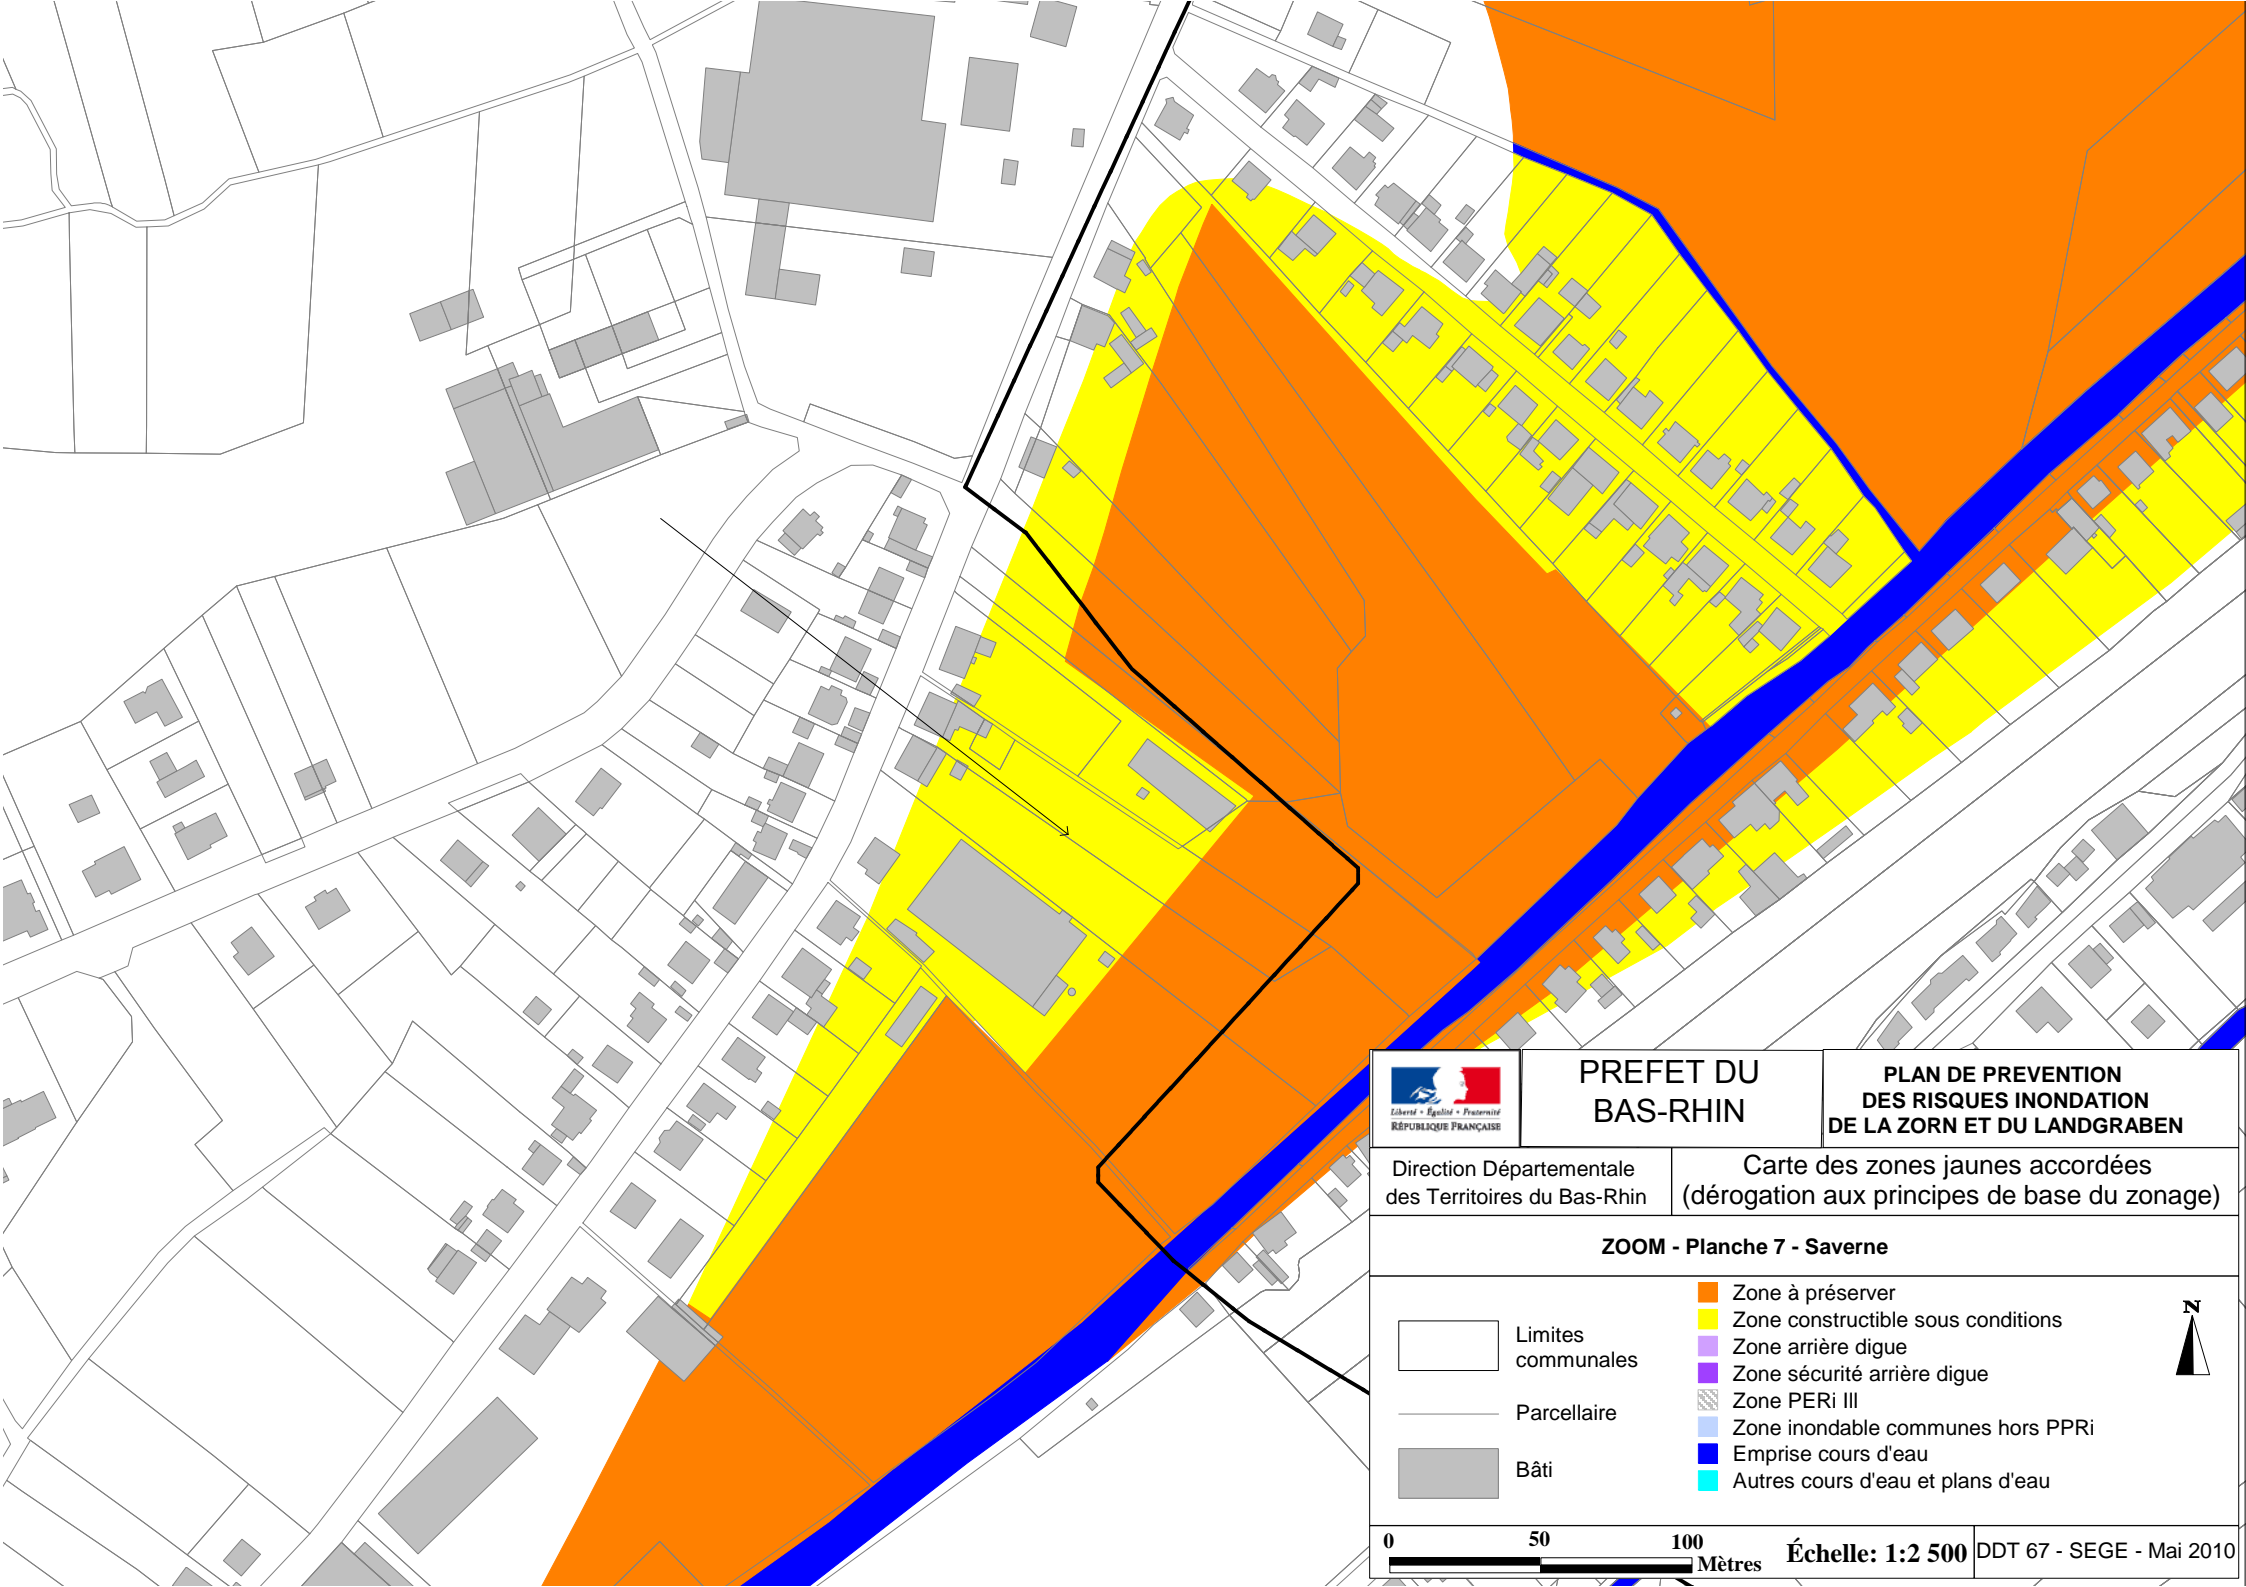 PREFET DU
BAS-RHIN
PLAN DE PREVENTION
DES RISQUES INONDATION
DE LA ZORN ET DU LANDGRABEN
Liberté • Égalité • Fraternité
RÉPUBLIQUE FRANÇAISE
Direction Départementale
des Territoires du Bas-Rhin
Carte des zones jaunes accordées
(dérogation aux principes de base du zonage)
ZOOM - Planche 7 - Saverne
Limites
communales
Parcellaire
Bâti
Zone à préserver
Zone constructible sous conditions
Zone arrière digue
Zone sécurité arrière digue
Zone PERi III
Zone inondable communes hors PPRi
Emprise cours d'eau
Autres cours d'eau et plans d'eau
N
0 50 100
Mètres
Échelle: 1:2 500
DDT 67 - SEGE - Mai 2010